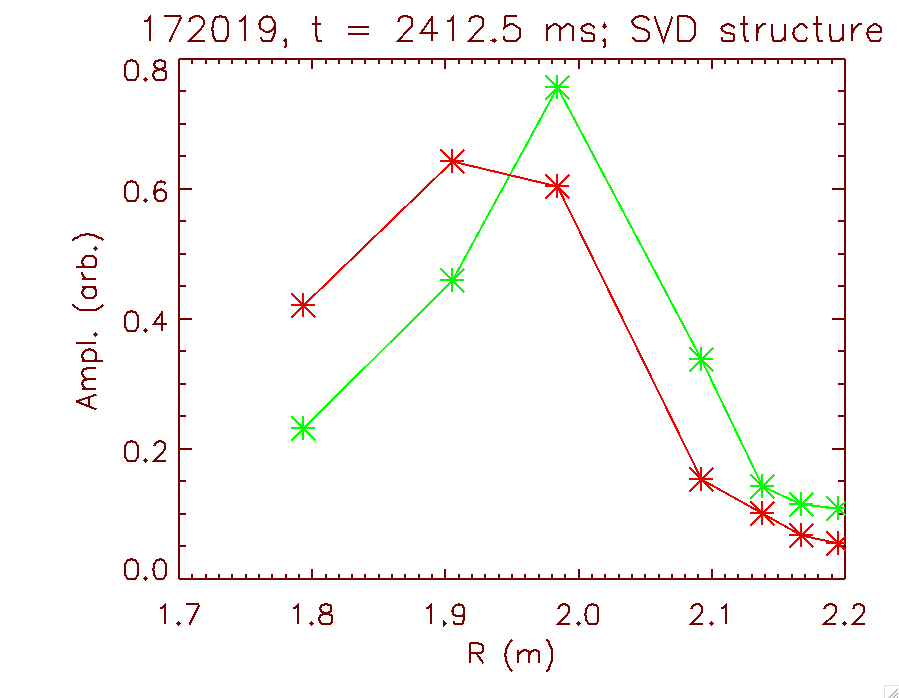 172019, t = 2412.5 ms; SVD structure
0.8
0.6
0.4
0.2
0.0
Ampl. (arb.)
1.7 1.8 1.9 2.0 2.1 2.2
R (m)